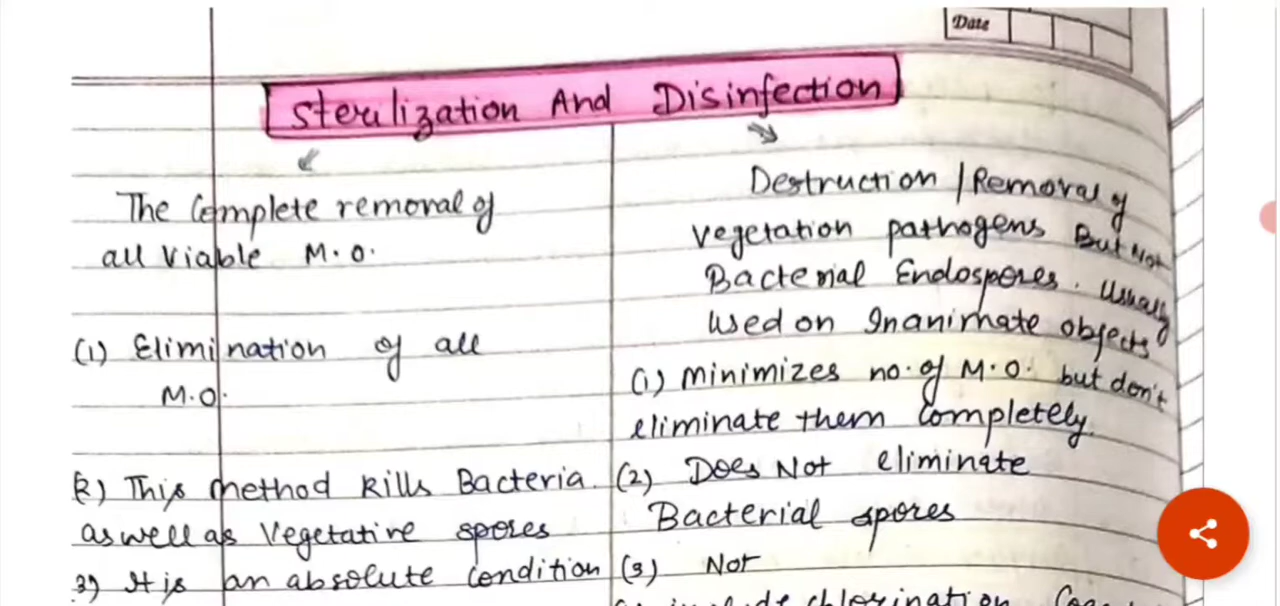 Date
Sterilization And Disinfection
The Complete removal of
all Viable M.O.
(1) Elimination of all
M.O.
(2) This method kills Bacteria
as well as Vegetative spores
3) It is an absolute condition
Destruction / Removal of
vegetation pathogens But Not
Bacterial Endospores. Usually
used on Inanimate objects
(1) minimizes no. of M.O. but don't
eliminate them completely.
(2) Does Not eliminate
Bacterial spores
(3) Not
include chlorination